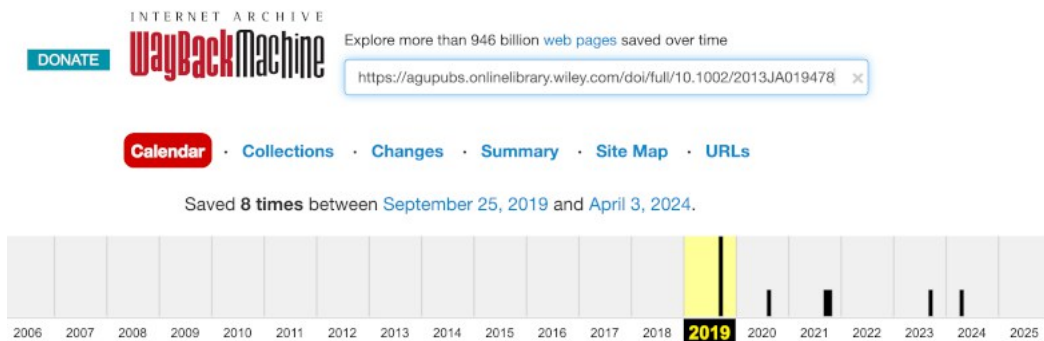 INTERNET ARCHIVE
DONATE
WayBackMachine
Explore more than 946 billion web pages saved over time
https://agupubs.onlinelibrary.wiley.com/doi/full/10.1002/2013JA019478 ×
Calendar · Collections · Changes · Summary · Site Map · URLs
Saved 8 times between September 25, 2019 and April 3, 2024.
2006 2007 2008 2009 2010 2011 2012 2013 2014 2015 2016 2017 2018 2019 2020 2021 2022 2023 2024 2025